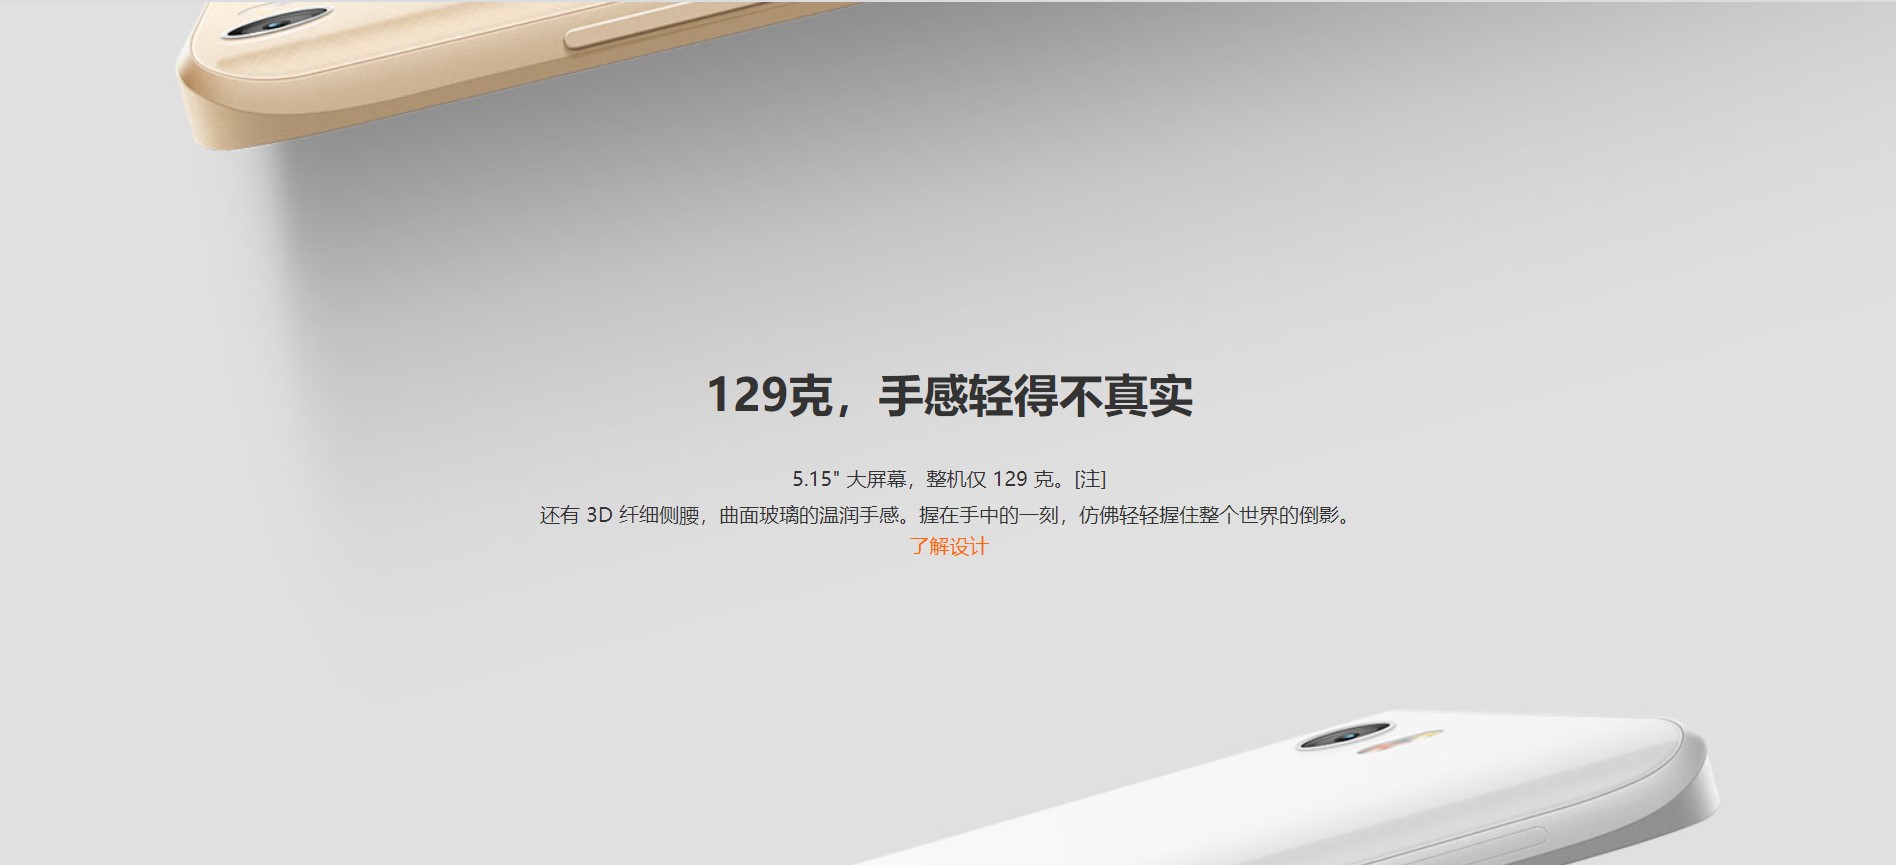 129克，手感轻得不真实
5.15" 大屏幕，整机仅 129 克。[注]
还有 3D 纤细侧腰，曲面玻璃的温润手感。握在手中的一刻，仿佛轻轻握住整个世界的倒影。
了解设计